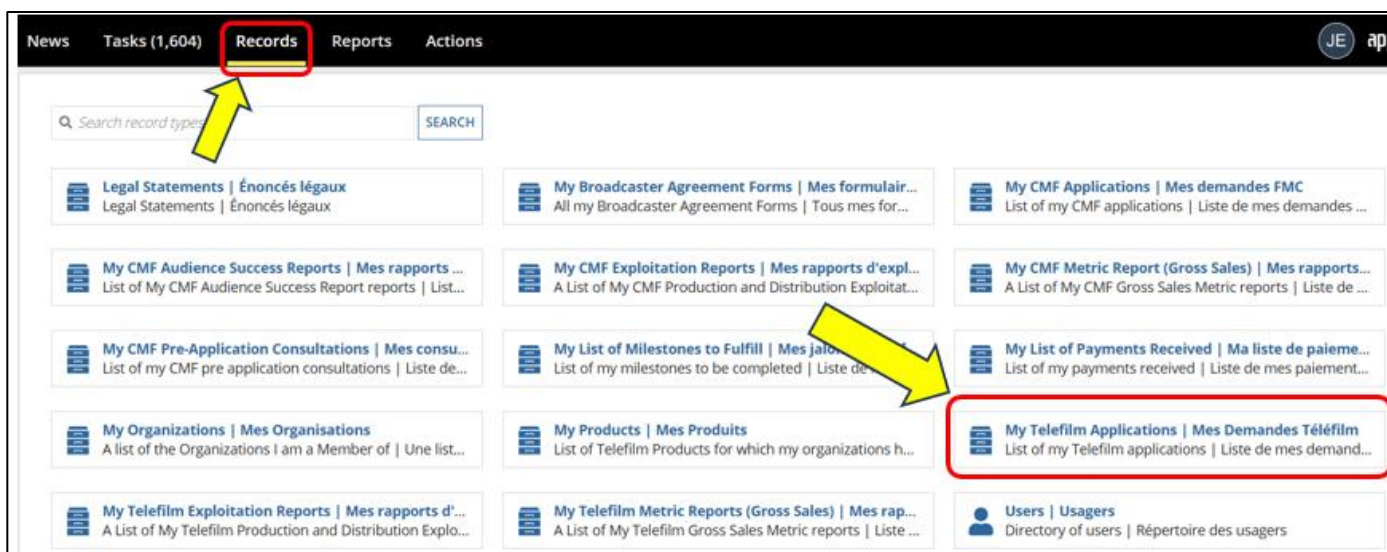 News Tasks (1,604) Records Reports Actions JE ap
Search record types SEARCH
Legal Statements | Énoncés légaux
Legal Statements | Énoncés légaux
My Broadcaster Agreement Forms | Mes formulair...
All my Broadcaster Agreement Forms | Tous mes for...
My CMF Applications | Mes demandes FMC
List of my CMF applications | Liste de mes demandes ...
My CMF Audience Success Reports | Mes rapports ...
List of My CMF Audience Success Report reports | List...
My CMF Exploitation Reports | Mes rapports d'expl...
A List of My CMF Production and Distribution Exploitat...
My CMF Metric Report (Gross Sales) | Mes rapports...
A List of My CMF Gross Sales Metric reports | Liste de ...
My CMF Pre-Application Consultations | Mes consu...
List of my CMF pre application consultations | Liste de...
My List of Milestones to Fulfill | Mes
List of my milestones to be completed | Liste de
My List of Payments Received | Ma liste de paieme...
List of my payments received | Liste de mes paiement...
My Organizations | Mes Organisations
A list of the Organizations I am a Member of | Une list...
My Products | Mes Produits
List of Telefilm Products for which my organizations h...
My Telefilm Applications | Mes Demandes Téléfilm
List of my Telefilm applications | Liste de mes demand...
My Telefilm Exploitation Reports | Mes rapports d'...
A List of My Telefilm Production and Distribution Explo...
My Telefilm Metric Reports (Gross Sales) | Mes rap...
A List of My Telefilm Gross Sales Metric reports | Liste ...
Users | Usagers
Directory of users | Répertoire des usagers